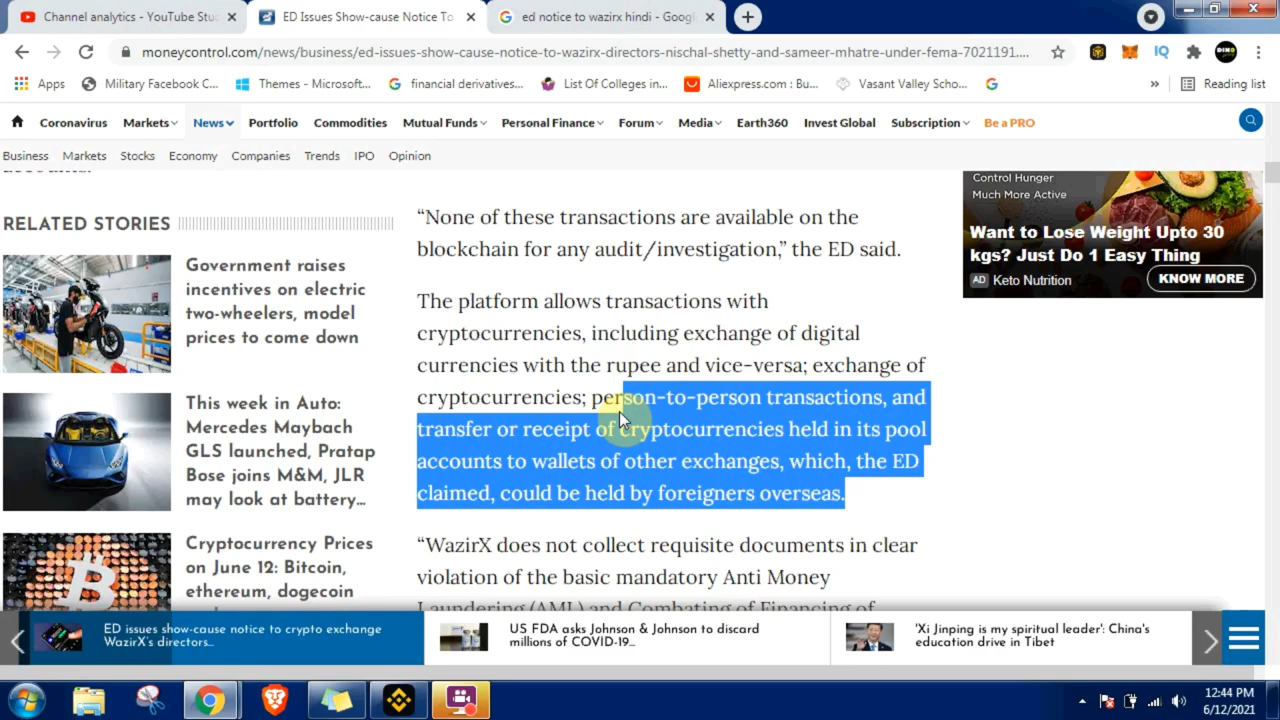 Channel analytics - YouTube Stu
ED Issues Show-cause Notice To
ed notice to wazirx hindi - Goog
moneycontrol.com/news/business/ed-issues-show-cause-notice-to-wazirx-directors-nischal-shetty-and-sameer-mhatre-under-fema-7021191....
Apps
Military Facebook C...
Themes - Microsoft...
financial derivatives...
List Of Colleges in...
Aliexpress.com : Bu...
Vasant Valley Scho...
»
Reading list
Coronavirus
Markets
News
Portfolio
Commodities
Mutual Funds
Personal Finance
Forum
Media
Earth360
Invest Global
Subscription
Be a PRO
Business
Markets
Stocks
Economy
Companies
Trends
IPO
Opinion
accounts.
RELATED STORIES
Government raises
incentives on electric
two-wheelers, model
prices to come down
This week in Auto:
Mercedes Maybach
GLS launched, Pratap
Bose joins M&M, JLR
may look at battery...
Cryptocurrency Prices
on June 12: Bitcoin,
ethereum, dogecoin
“None of these transactions are available on the
blockchain for any audit/investigation,” the ED said.
The platform allows transactions with
cryptocurrencies, including exchange of digital
currencies with the rupee and vice-versa; exchange of
cryptocurrencies; person-to-person transactions, and
transfer or receipt of cryptocurrencies held in its pool
accounts to wallets of other exchanges, which, the ED
claimed, could be held by foreigners overseas.
“WazirX does not collect requisite documents in clear
violation of the basic mandatory Anti Money
Laundering (AML) and Combating of Financing of
Control Hunger
Much More Active
Want to Lose Weight Upto 30
kgs? Just Do 1 Easy Thing
AD Keto Nutrition
KNOW MORE
ED issues show-cause notice to crypto exchange
WazirX's directors...
US FDA asks Johnson & Johnson to discard
millions of COVID-19...
'Xi Jinping is my spiritual leader': China's
education drive in Tibet
12:44 PM
6/12/2021